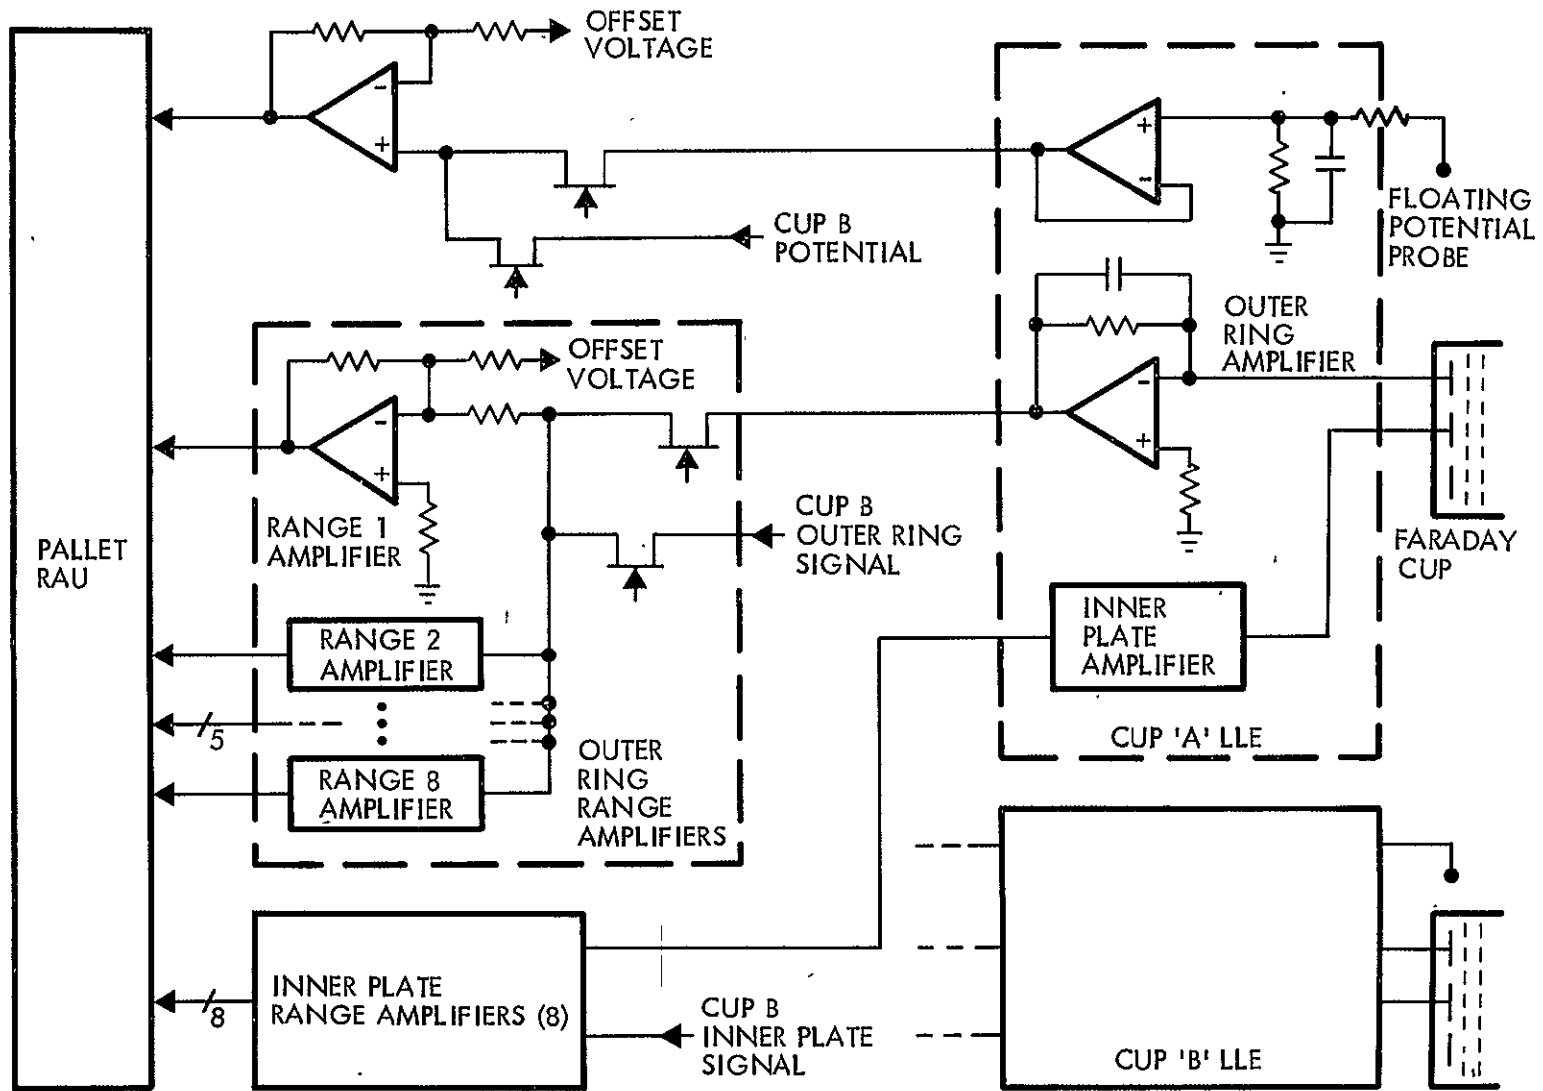 OFFSET
VOLTAGE
-
+
+
-
FLOATING
POTENTIAL
PROBE
CUP B
POTENTIAL
OUTER
RING
AMPLIFIER
OFFSET
VOLTAGE
-
+
-
+
RANGE 1
AMPLIFIER
CUP B
OUTER RING
SIGNAL
FARADAY
CUP
PALLET
RAU
INNER
PLATE
AMPLIFIER
RANGE 2
AMPLIFIER
5
CUP 'A' LLE
RANGE 8
AMPLIFIER
OUTER
RING
RANGE
AMPLIFIERS
INNER PLATE
RANGE AMPLIFIERS (8)
8
CUP B
INNER PLATE
SIGNAL
CUP 'B' LLE